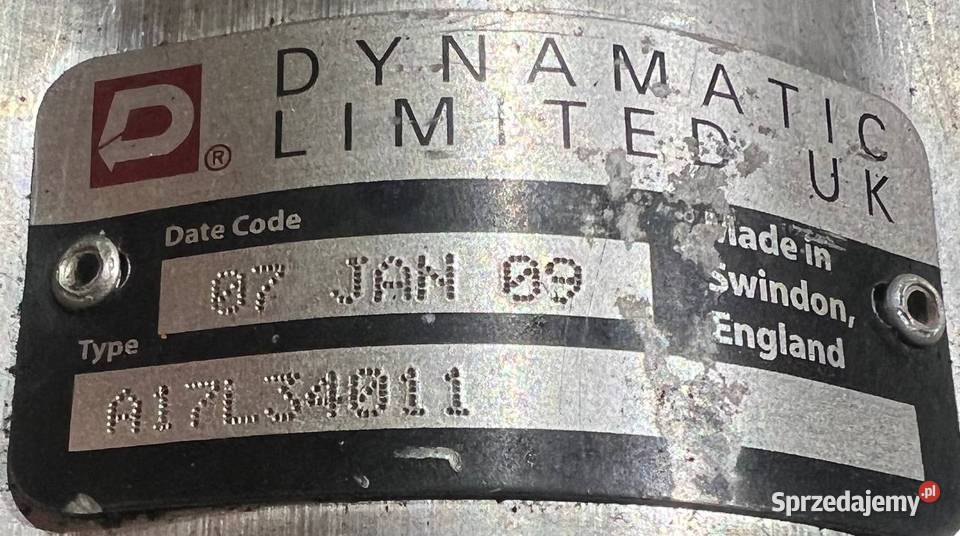 DYNAMATIC
LIMITED UK
D
®
Date Code
07 JAN 09
Made in
Swindon,
England
Type
A17L34011
Sprzedajemy.pl